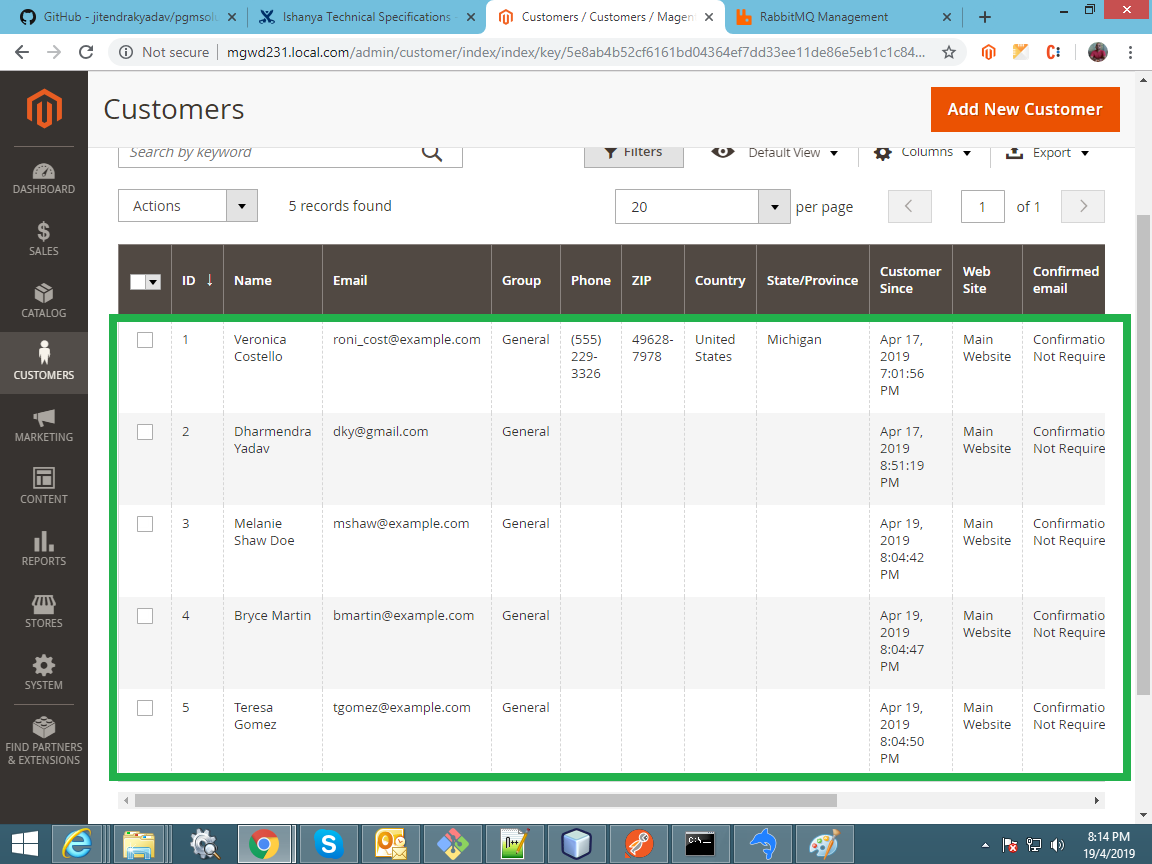 GitHub - jitendrakyadav/pgmsolu
Ishanya Technical Specifications -
Customers / Customers / Magen
RabbitMQ Management
Not secure
mgwd231.local.com/admin/customer/index/index/key/5e8ab4b52cf6161bd04364ef7dd33ee11de86e5eb1c1c84...
Customers
Add New Customer
Search by keyword
Filters
Default View
Columns
Export
Actions
5 records found
20
per page
1
of 1
DASHBOARD
SALES
CATALOG
CUSTOMERS
MARKETING
CONTENT
REPORTS
STORES
SYSTEM
FIND PARTNERS
& EXTENSIONS
ID ↓ Name Email Group Phone ZIP Country State/Province Customer Web Confirmed
Since Site email
1 Veronica roni_cost@example.com General (555) 49628- United Michigan Apr 17, Main Confirmatio
Costello 229- 7978 States 2019 Website Not Require
3326 7:01:56
PM
2 Dharmendra dky@gmail.com General Apr 17, Main Confirmatio
Yadav 2019 Website Not Require
8:51:19
PM
3 Melanie mshaw@example.com General Apr 19, Main Confirmatio
Shaw Doe 2019 Website Not Require
8:04:42
PM
4 Bryce Martin bmartin@example.com General Apr 19, Main Confirmatio
2019 Website Not Require
8:04:47
PM
5 Teresa tgomez@example.com General Apr 19, Main Confirmatio
Gomez 2019 Website Not Require
8:04:50
PM
8:14 PM
19/4/2019